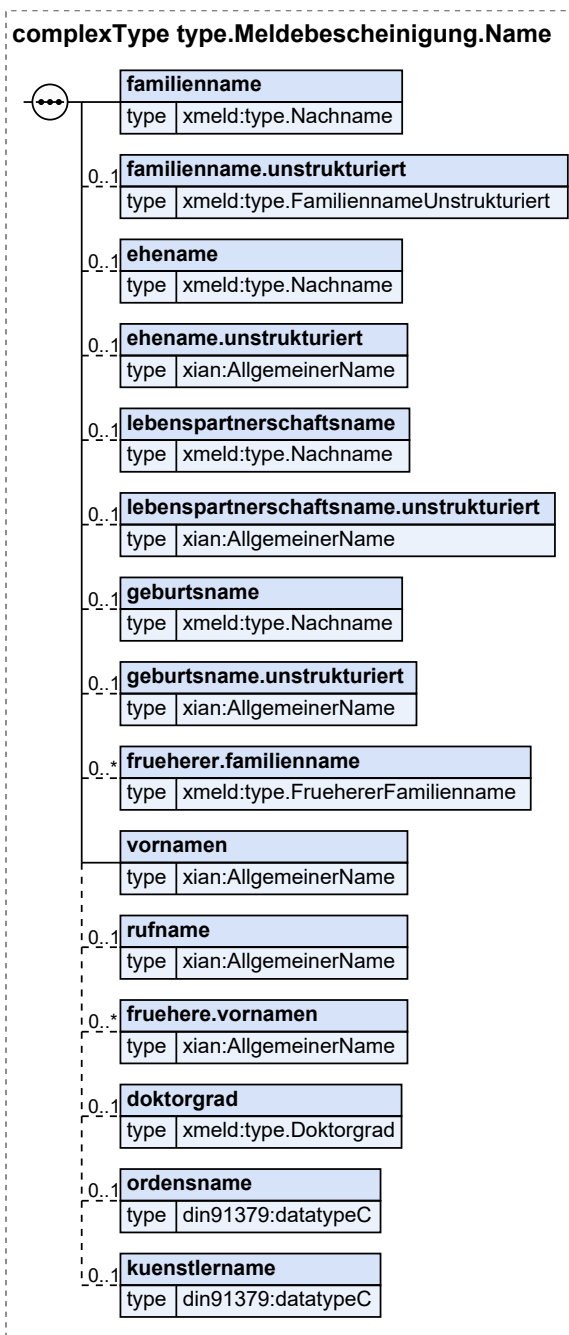 complexType type.Meldebescheinigung.Name
familienname
type xmeld:type.Nachname
0..1 familienname.unstrukturiert
type xmeld:type.FamiliennameUnstrukturiert
0..1 ehename
type xmeld:type.Nachname
0..1 ehename.unstrukturiert
type xian:AllgemeinerName
0..1 lebenspartnerschaftsname
type xmeld:type.Nachname
0..1 lebenspartnerschaftsname.unstrukturiert
type xian:AllgemeinerName
0..1 geburtsname
type xmeld:type.Nachname
0..1 geburtsname.unstrukturiert
type xian:AllgemeinerName
0..* frueherer.familienname
type xmeld:type.FruehererFamilienname
vornamen
type xian:AllgemeinerName
0..1 rufname
type xian:AllgemeinerName
0..* fruehere.vornamen
type xian:AllgemeinerName
0..1 doktorgrad
type xmeld:type.Doktorgrad
0..1 ordensname
type din91379:datatypeC
0..1 kuenstlername
type din91379:datatypeC